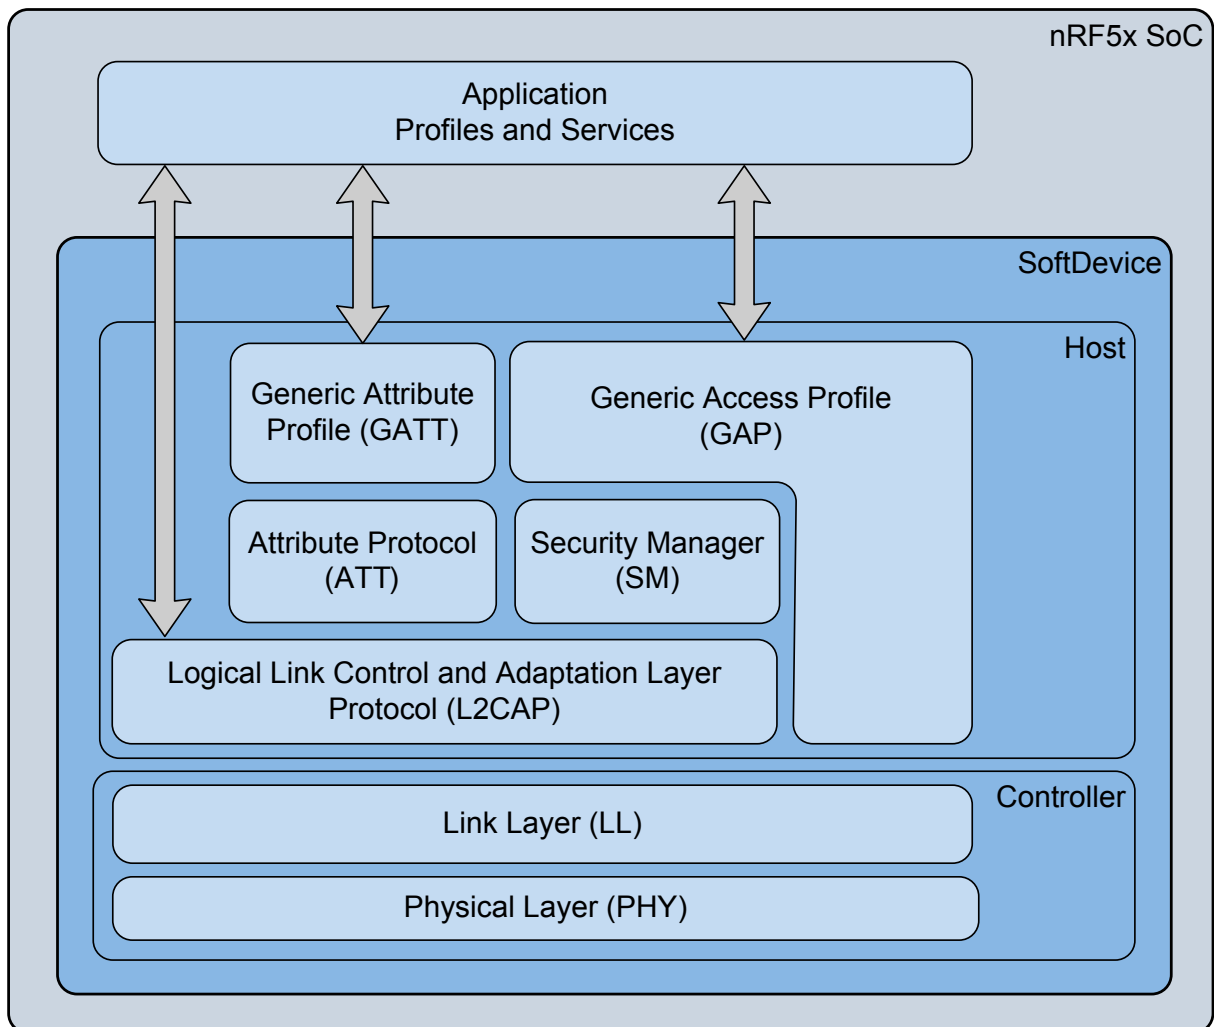 nRF5x SoC
Application
Profiles and Services
SoftDevice
Host
Generic Attribute
Profile (GATT)
Generic Access Profile
(GAP)
Attribute Protocol
(ATT)
Security Manager
(SM)
Logical Link Control and Adaptation Layer
Protocol (L2CAP)
Controller
Link Layer (LL)
Physical Layer (PHY)